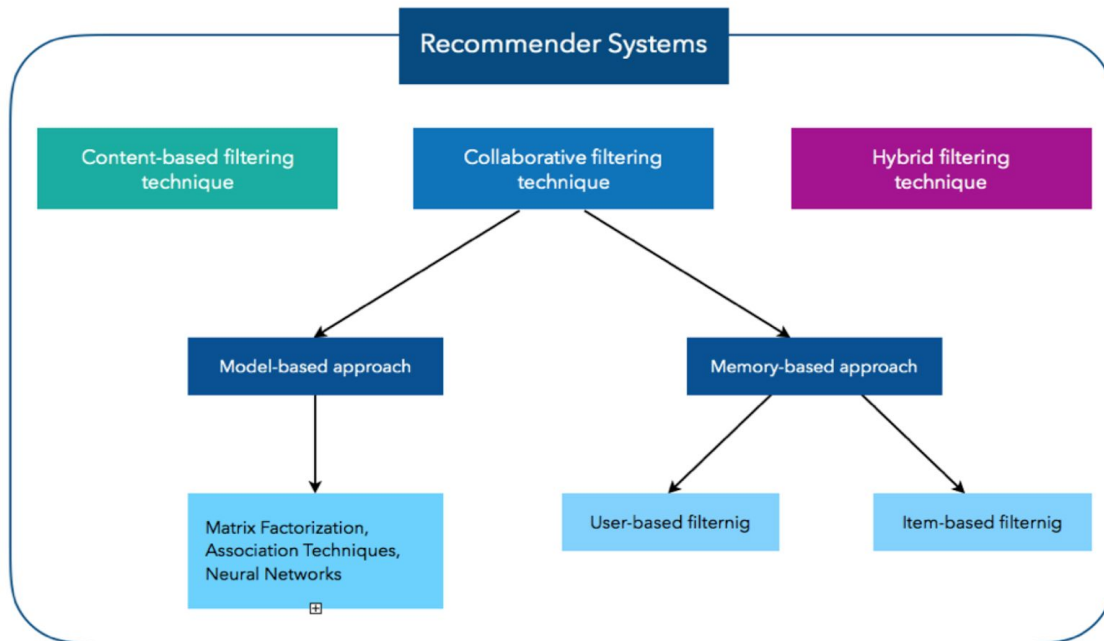 Recommender Systems
Content-based filtering
technique
Collaborative filtering
technique
Hybrid filtering
technique
Model-based approach
Memory-based approach
Matrix Factorization,
Association Techniques,
Neural Networks
User-based filternig
Item-based filternig